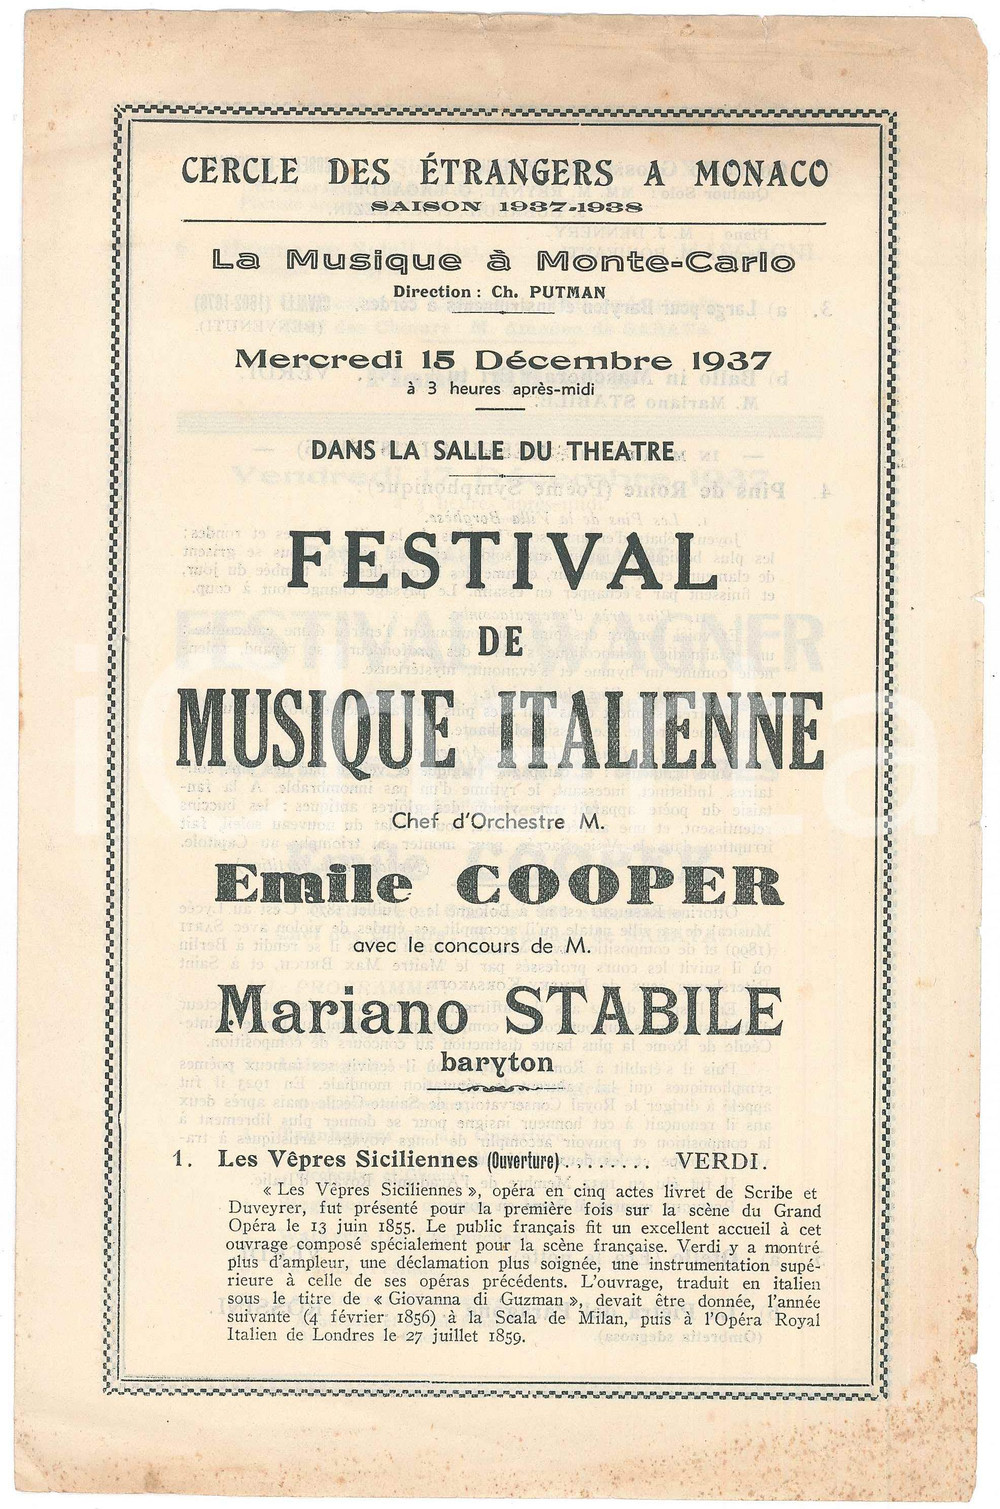 CERCLE DES ÉTRANGERS A MONACO
SAISON 1937-1938
La Musique à Monte-Carlo
Direction : Ch. PUTMAN
Mercredi 15 Décembre 1937
à 3 heures après-midi
DANS LA SALLE DU THEATRE
FESTIVAL
DE
MUSIQUE ITALIENNE
Chef d'Orchestre M.
Emile COOPER
avec le concours de M.
Mariano STABILE
baryton
1. Les Vêpres Siciliennes (Ouverture)......... VERDI.
« Les Vêpres Siciliennes », opéra en cinq actes livret de Scribe et
Duveyrer, fut présenté pour la première fois sur la scène du Grand
Opéra le 13 juin 1855. Le public français fit un excellent accueil à cet
ouvrage composé spécialement pour la scène française. Verdi y a montré
plus d'ampleur, une déclamation plus soignée, une instrumentation supé-
rieure à celle de ses opéras précédents. L'ouvrage, traduit en italien
sous le titre de « Giovanna di Guzman », devait être donnée, l'année
suivante (4 février 1856) à la Scala de Milan, puis à l'Opéra Royal
Italien de Londres le 27 juillet 1859.